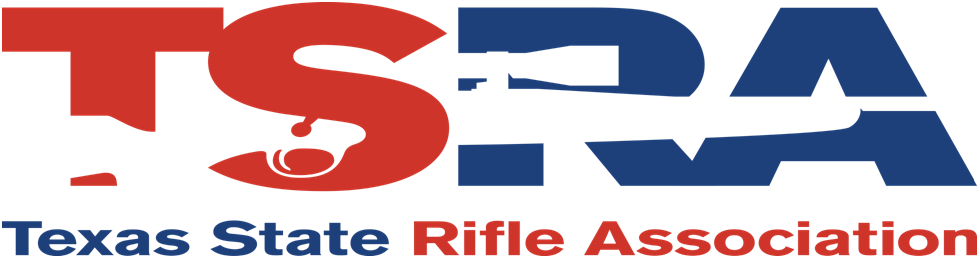 TSRA
Texas State Rifle Association